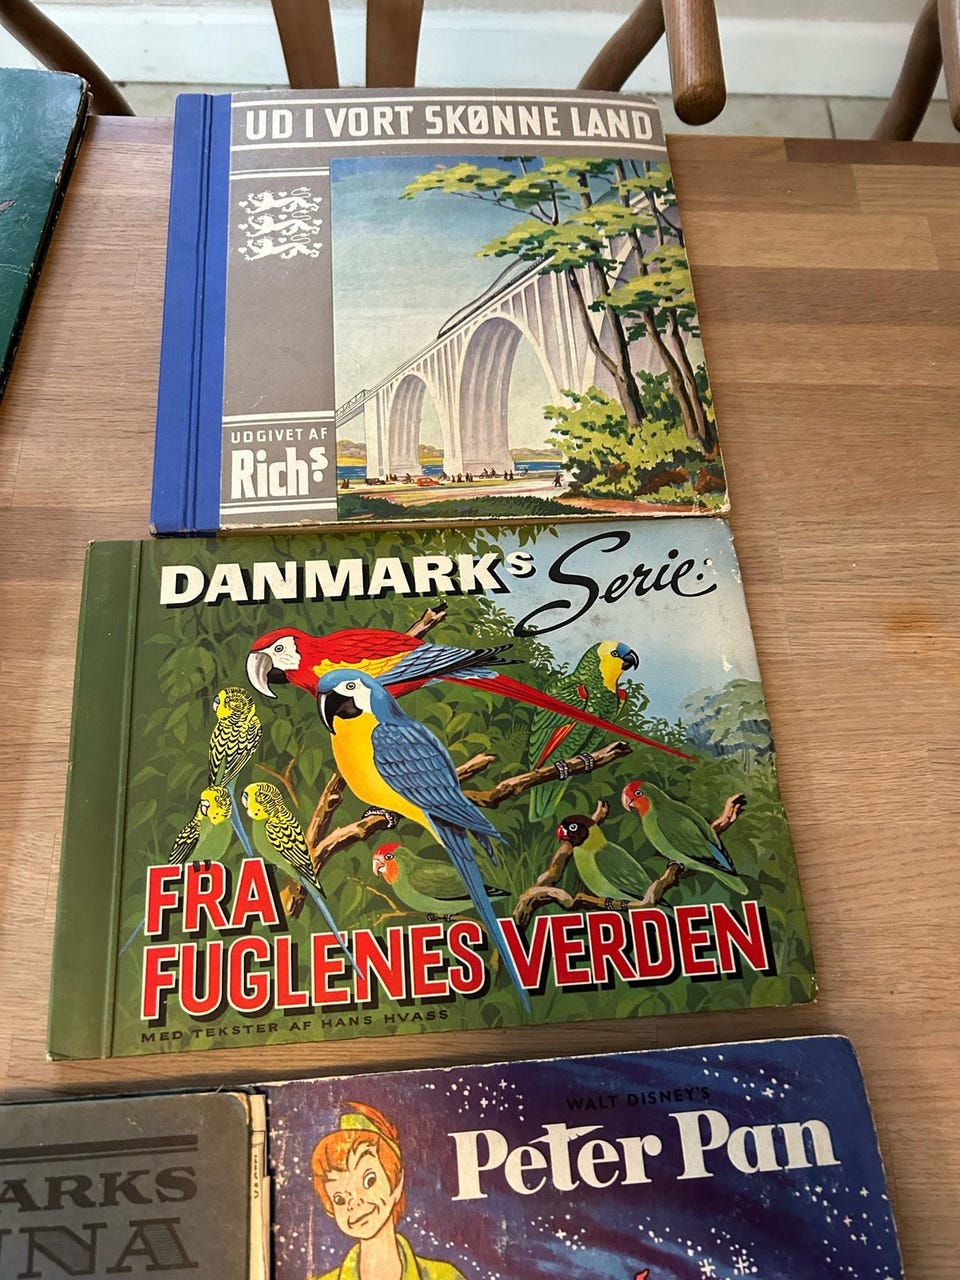 UD I VORT SKØNNE LAND
UDGIVET AF
Richs
DANMARKs Serie:
FRA
FUGLENES VERDEN
MED TEKSTER AF HANS HVASS
ARKS
NA
WALT DISNEY'S
Peter Pan